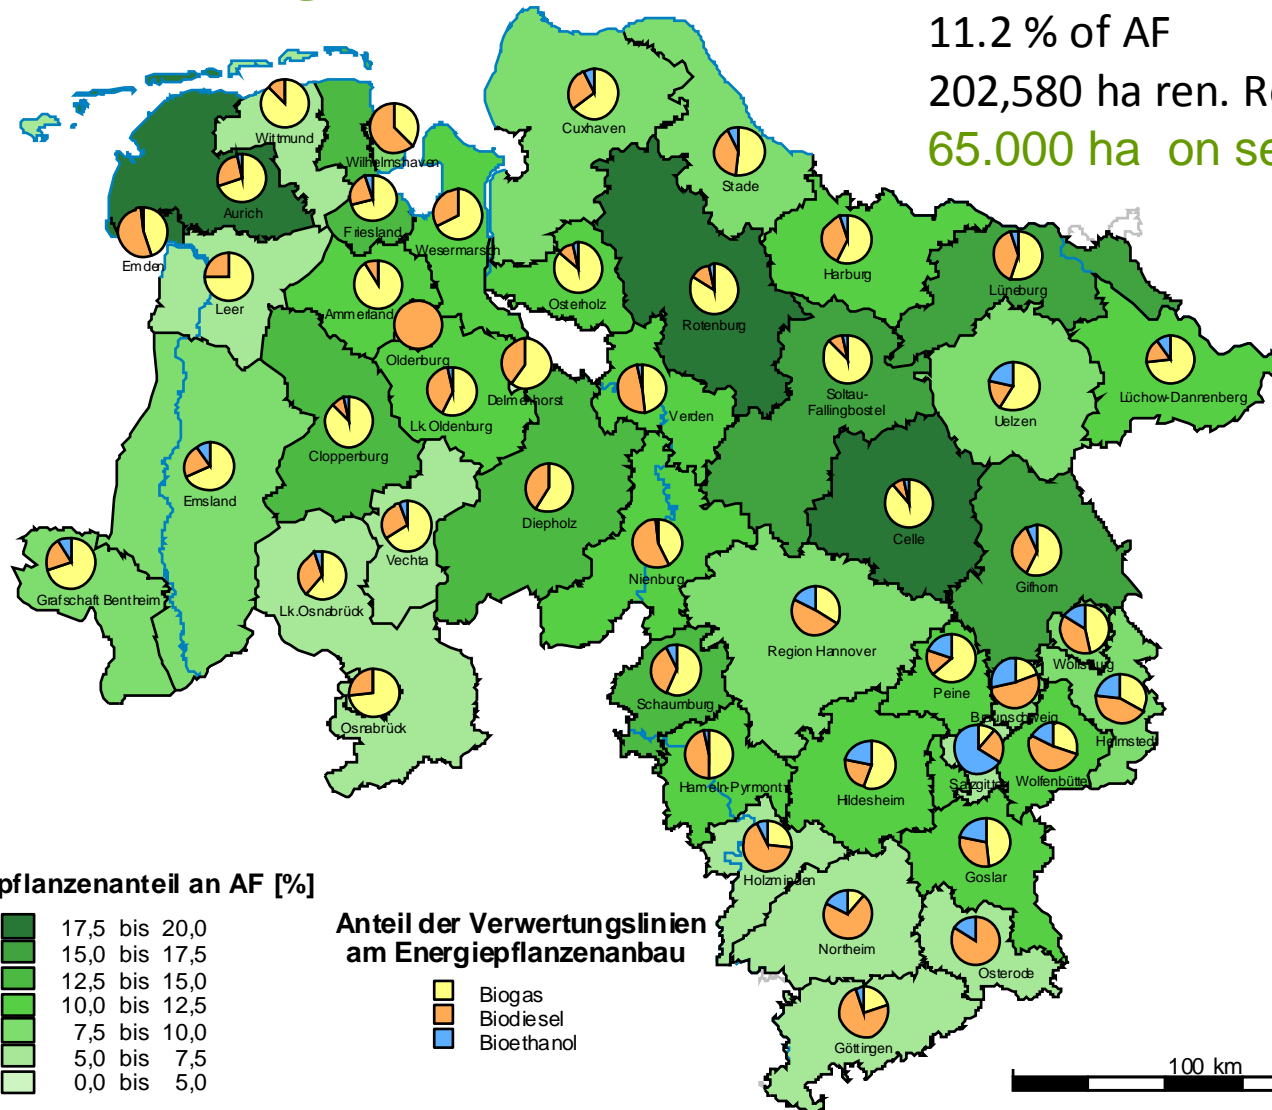 11.2 % of AF
202,580 ha ren. Re
65.000 ha on se
Wittmund
Wilhelmshaven
Cuxhaven
Stade
Aurich
Friesland
Emden
Wesermarsch
Harburg
Lüneburg
Leer
Ammerland
Osterholz
Rotenburg
Oldenburg
Delmenhorst
Soltau-
Fallingbostel
Lüchow-Dannenberg
Lk.Oldenburg
Verden
Uelzen
Cloppenburg
Emsland
Diepholz
Celle
Vechta
Nienburg
Gifhorn
Grafschaft Bentheim
Lk.Osnabrück
Region Hannover
Wolfsburg
Peine
Schaumburg
Braunschweig
Osnabrück
Helmstedt
Hameln-Pyrmont
Hildesheim
Salzgitter
Wolfenbüttel
Holzminden
Goslar
Northeim
Osterode
Göttingen
pflanzenanteil an AF [%]
17,5 bis 20,0
15,0 bis 17,5
12,5 bis 15,0
10,0 bis 12,5
7,5 bis 10,0
5,0 bis 7,5
0,0 bis 5,0
Anteil der Verwertungslinien
am Energiepflanzenanbau
Biogas
Biodiesel
Bioethanol
100 km